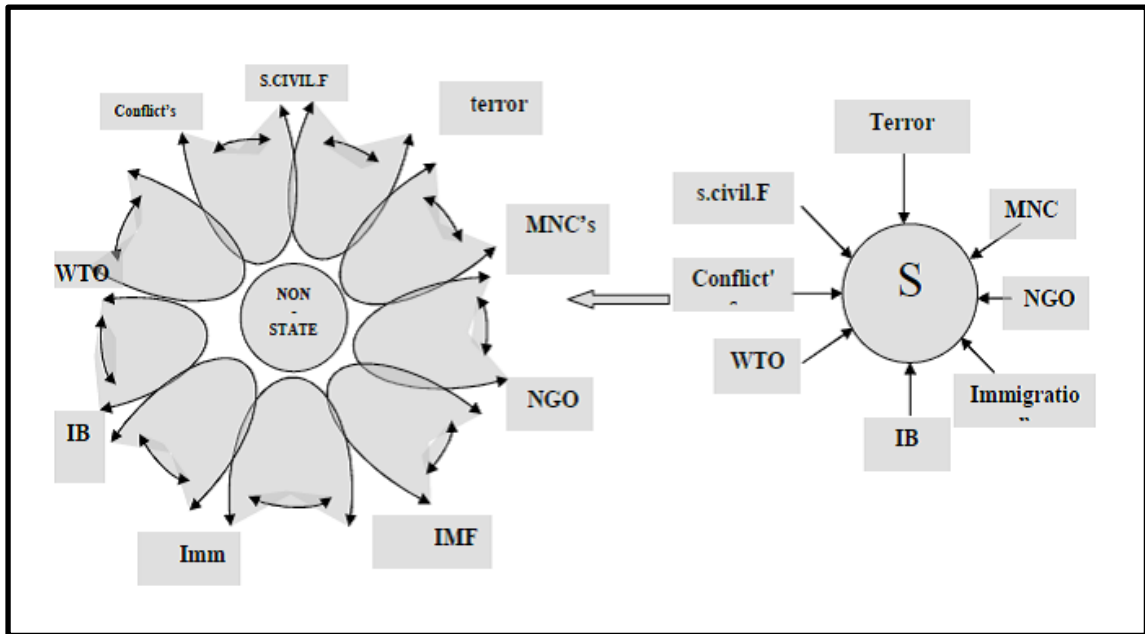 S.CIVIL.F
Conflict's
terror
MNC's
WTO
NON
-
STATE
NGO
IB
IMF
Imm
Terror
s.civil.F
MNC
S
Conflict'
NGO
WTO
Immigratio
IB